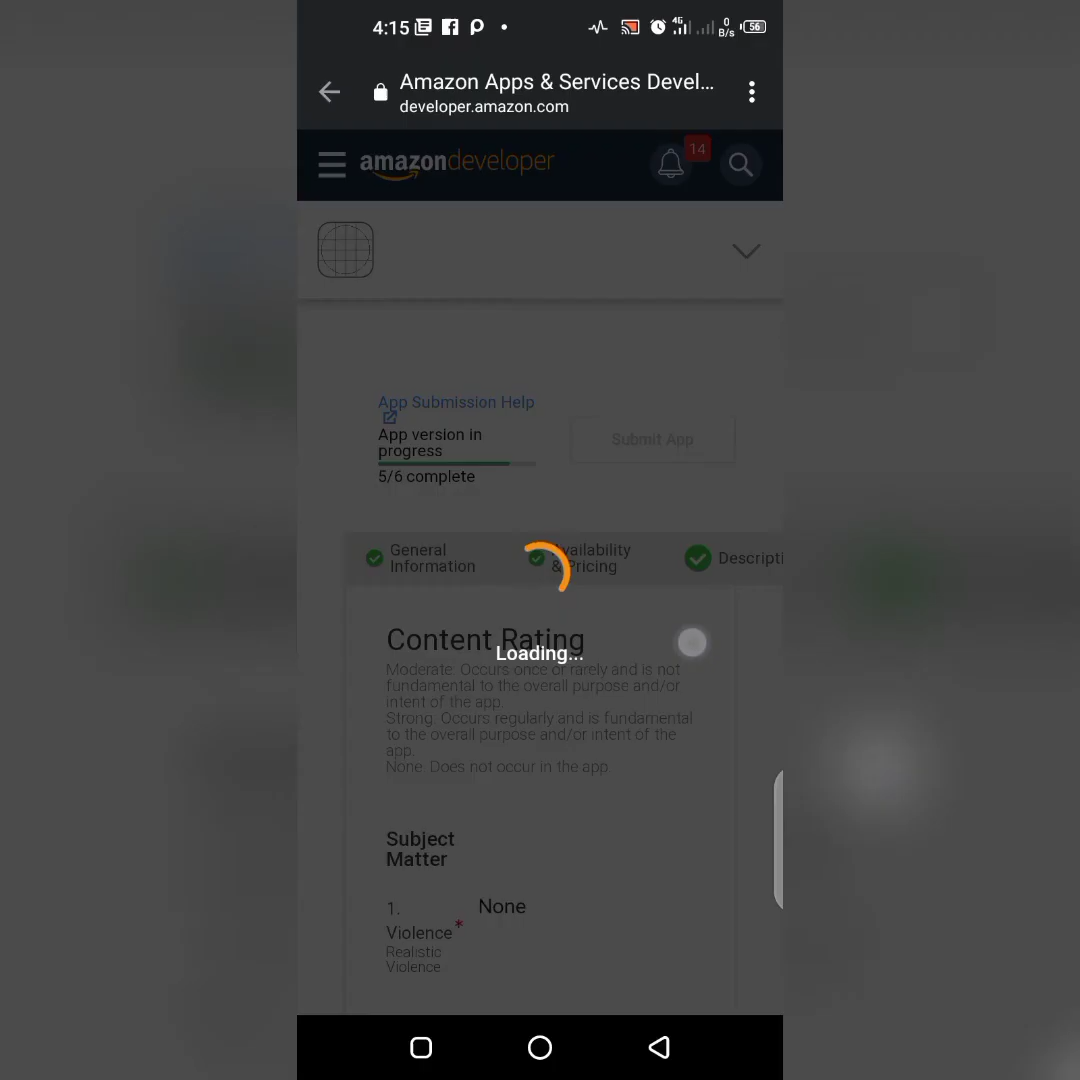 4:15
4G
0
B/s
56
Amazon Apps & Services Devel...
developer.amazon.com
amazondeveloper
14
App Submission Help
App version in
progress
Submit App
5/6 complete
General
Information
Availability
& Pricing
Descripti
Content Rating
Loading...
Moderate: Occurs once or rarely and is not
fundamental to the overall purpose and/or
intent of the app.
Strong: Occurs regularly and is fundamental
to the overall purpose and/or intent of the
app.
None: Does not occur in the app.
Subject
Matter
1.
Violence*
None
Realistic
Violence